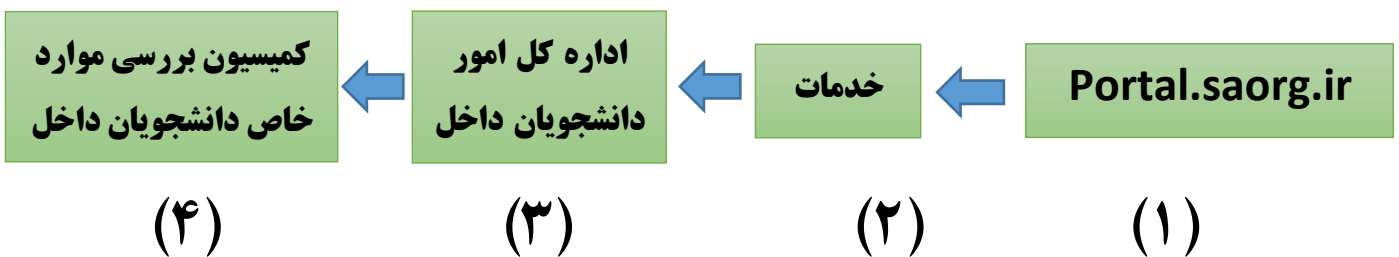 Portal.saorg.ir
خدمات
اداره کل امور
دانشجویان داخل
کمیسیون بررسی موارد
خاص دانشجویان داخل
(۱)
(۲)
(۳)
(۴)